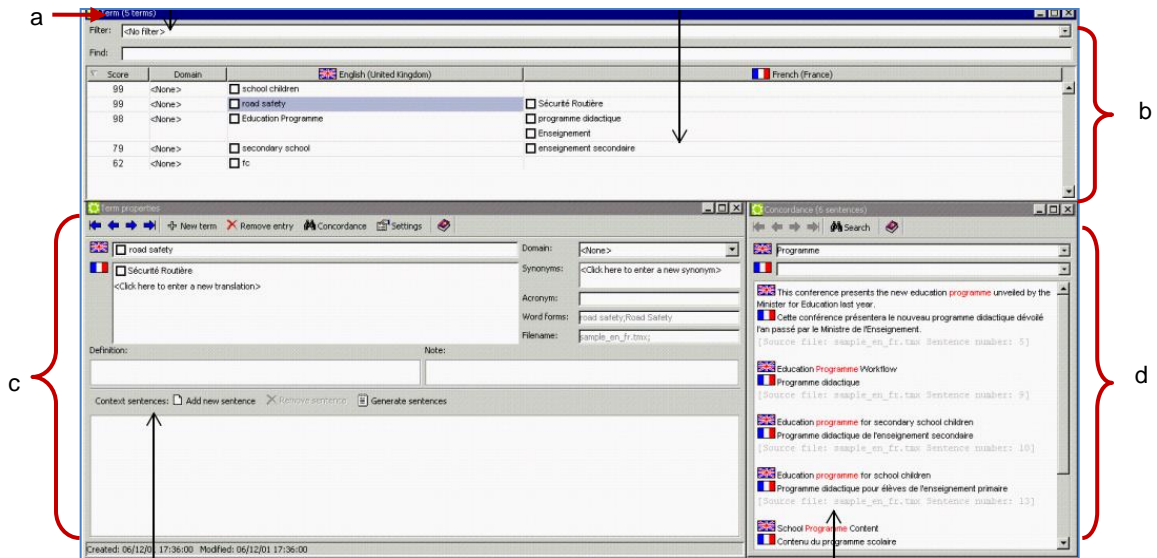 a
Term (5 terms)
Filter: <No filter>
Find:
Score Domain English (United Kingdom) French (France)
99 <None> school children
99 <None> road safety Sécurité Routière
98 <None> Education Programme programme didactique
Enseignement
79 <None> secondary school enseignement secondaire
62 <None> fc
b
Term properties
New term Remove entry Concordance Settings
road safety
Sécurité Routière
<Click here to enter a new translation>
Domain: <None>
Synonyms: <Click here to enter a new synonym>
Acronym:
Word forms: road safety;Road Safety
Filename: sample_en_fr.tmx;
Definition: Note:
Context sentences: Add new sentence Remove sentence Generate sentences
Created: 06/12/01 17:36:00 Modified: 06/12/01 17:36:00
c
Concordance (6 sentences)
Search
Programme
This conference presents the new education programme unveiled by the
Minister for Education last year.
Cette conférence présentera le nouveau programme didactique dévoilé
l'an passé par le Ministre de l'Enseignement.
[Source file: sample_en_fr.tmx Sentence number: 5]
Education Programme Workflow
Programme didactique
[Source file: sample_en_fr.tmx Sentence number: 9]
Education programme for secondary school children
Programme didactique de l'enseignement secondaire
[Source file: sample_en_fr.tmx Sentence number: 10]
Education programme for school children
Programme didactique pour élèves de l'enseignement primaire
[Source file: sample_en_fr.tmx Sentence number: 13]
School Programme Content
Contenu du programme scolaire
d